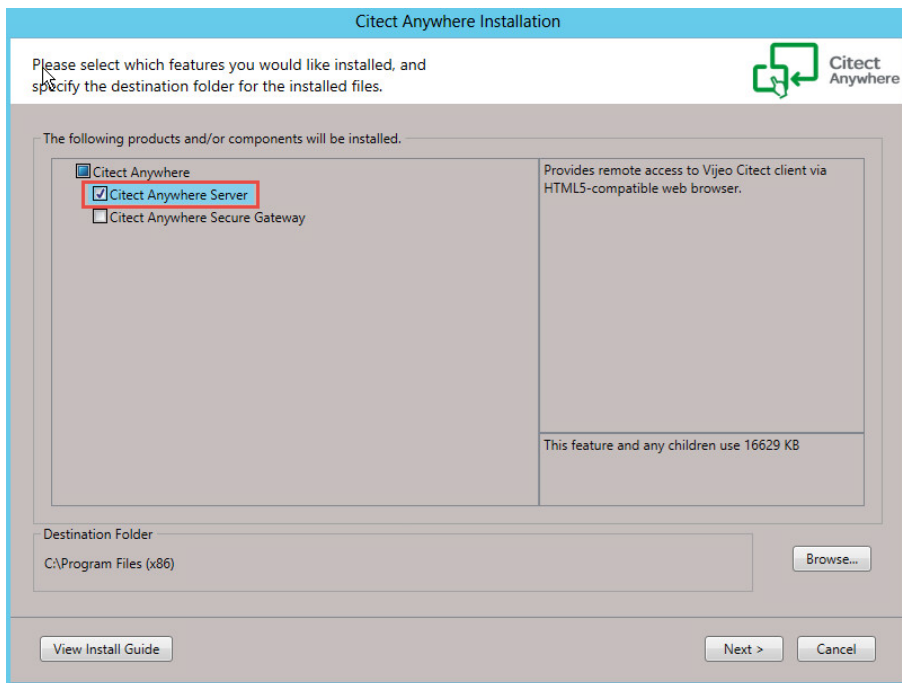 Citect Anywhere Installation
Please select which features you would like installed, and
specify the destination folder for the installed files.
Citect
Anywhere
The following products and/or components will be installed.
Citect Anywhere
Citect Anywhere Server
Citect Anywhere Secure Gateway
Provides remote access to Vijeo Citect client via
HTML5-compatible web browser.
This feature and any children use 16629 KB
Destination Folder
C:\Program Files (x86)
Browse...
View Install Guide
Next >
Cancel